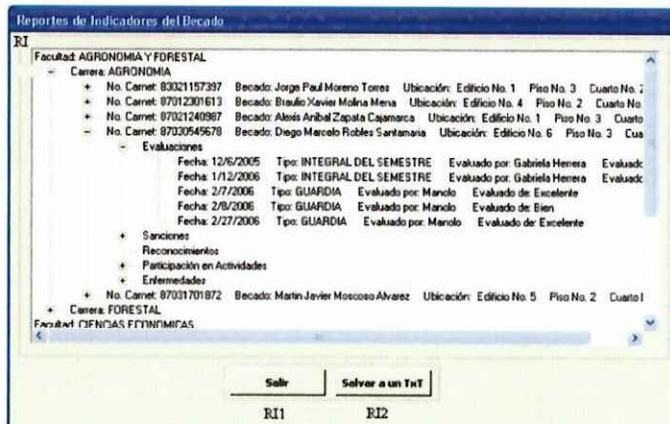 Reportes de Indicadores del Becado
RI
Facultad: AGRONOMIA Y FORESTAL
- Carrera: AGRONOMIA
+ No. Carnet: 83021157397 Becado: Jorge Paul Moreno Torres Ubicación: Edificio No. 1 Piso No. 3 Cuarto No. 2
+ No. Carnet: 87012301613 Becado: Braulio Xavier Molina Mena Ubicación: Edificio No. 4 Piso No. 2 Cuarto No.
+ No. Carnet: 87021240987 Becado: Alexis Anibal Zapata Cajamarca Ubicación: Edificio No. 1 Piso No. 3 Cuarto
- No. Carnet: 87030545678 Becado: Diego Marcelo Robles Santamaria Ubicación: Edificio No. 6 Piso No. 3 Cua
- Evaluaciones
Fecha: 12/6/2005 Tipo: INTEGRAL DEL SEMESTRE Evaluado por: Gabriela Herrera Evaluado
Fecha: 1/12/2006 Tipo: INTEGRAL DEL SEMESTRE Evaluado por: Gabriela Herrera Evaluado
Fecha: 2/7/2006 Tipo: GUARDIA Evaluado por: Manolo Evaluado de: Excelente
Fecha: 2/8/2006 Tipo: GUARDIA Evaluado por: Manolo Evaluado de: Bien
Fecha: 2/27/2006 Tipo: GUARDIA Evaluado por: Manolo Evaluado de: Excelente
+ Sanciones
Reconocimientos
+ Participación en Actividades
+ Enfermedades
+ No. Carnet: 87031701872 Becado: Martin Javier Moscoso Alvarez Ubicación: Edificio No. 5 Piso No. 2 Cuarto
+ Carrera: FORESTAL
Facultad: CIENCIAS ECONOMICAS
Salir Salvar a un TxT
RI1 RI2